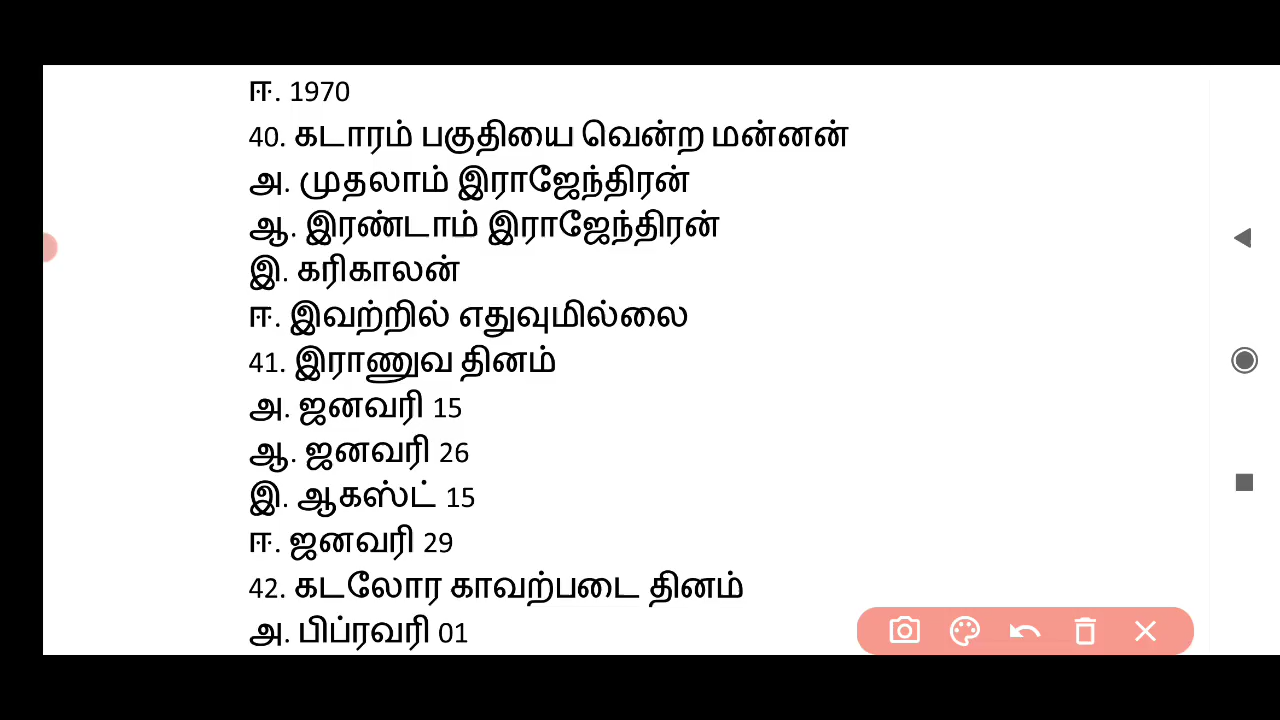 ஈ. 1970
40. கடாரம் பகுதியை வென்ற மன்னன்
அ. முதலாம் இராஜேந்திரன்
ஆ. இரண்டாம் இராஜேந்திரன்
இ. கரிகாலன்
ஈ. இவற்றில் எதுவுமில்லை
41. இராணுவ தினம்
அ. ஜனவரி 15
ஆ. ஜனவரி 26
இ. ஆகஸ்ட் 15
ஈ. ஜனவரி 29
42. கடலோர காவற்படை தினம்
அ. பிப்ரவரி 01